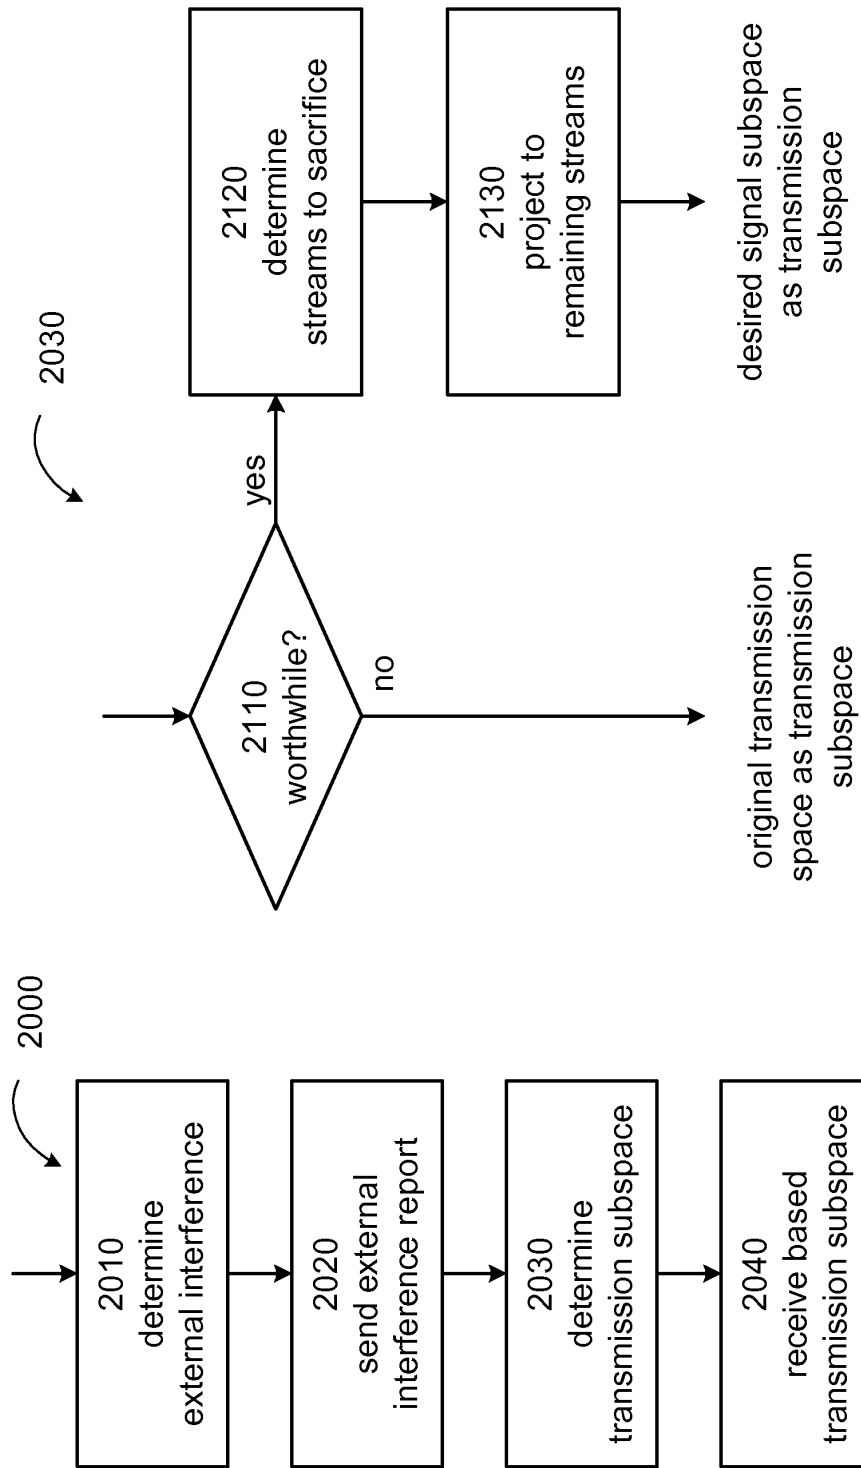 2000
2010
determine
external interference
2020
send external
interference report
2030
determine
transmission subspace
2040
receive based
transmission subspace
2030
2110
worthwhile?
yes
no
2120
determine
streams to sacrifice
2130
project to
remaining streams
original transmission
space as transmission
subspace
desired signal subspace
as transmission
subspace